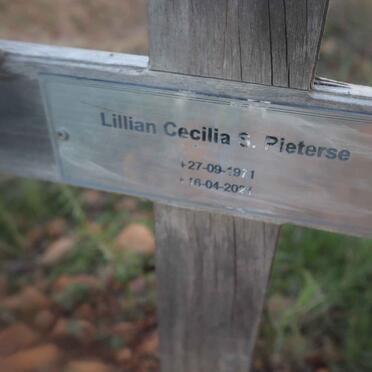 Lillian Cecilia S. Pieterse
+27-09-1971